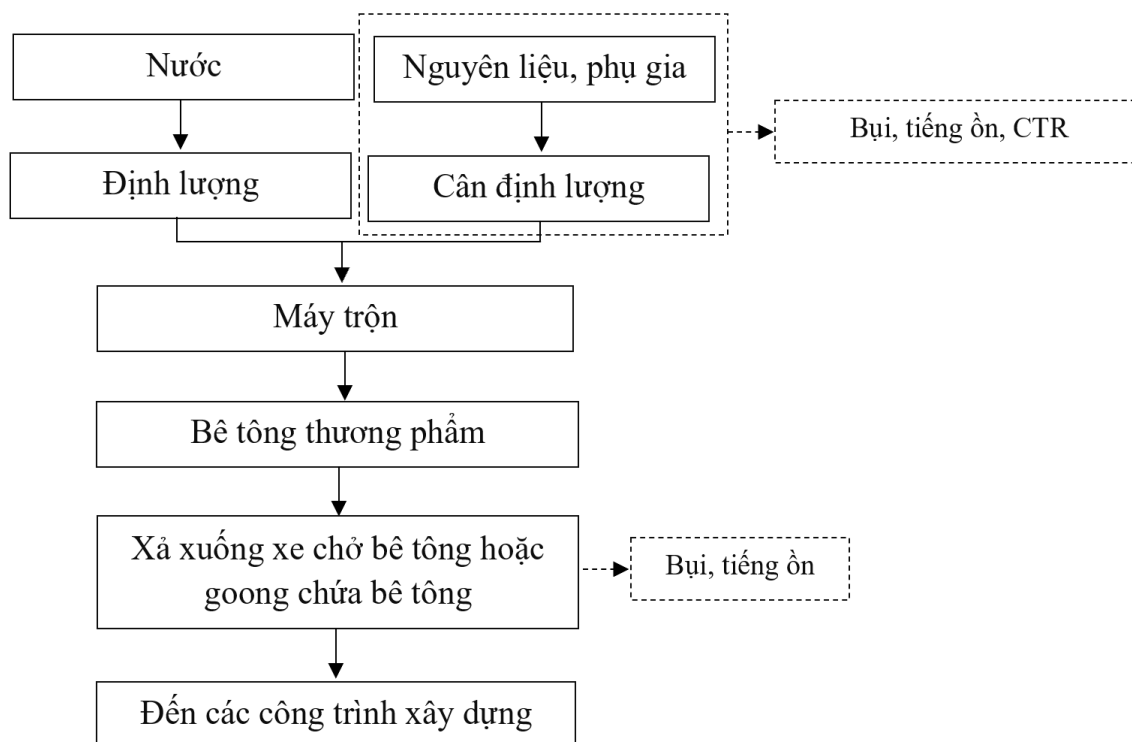 Nước
Nguyên liệu, phụ gia
Bụi, tiếng ồn, CTR
Định lượng
Cân định lượng
Máy trộn
Bê tông thương phẩm
Xả xuống xe chở bê tông hoặc
goong chứa bê tông
Bụi, tiếng ồn
Đến các công trình xây dựng